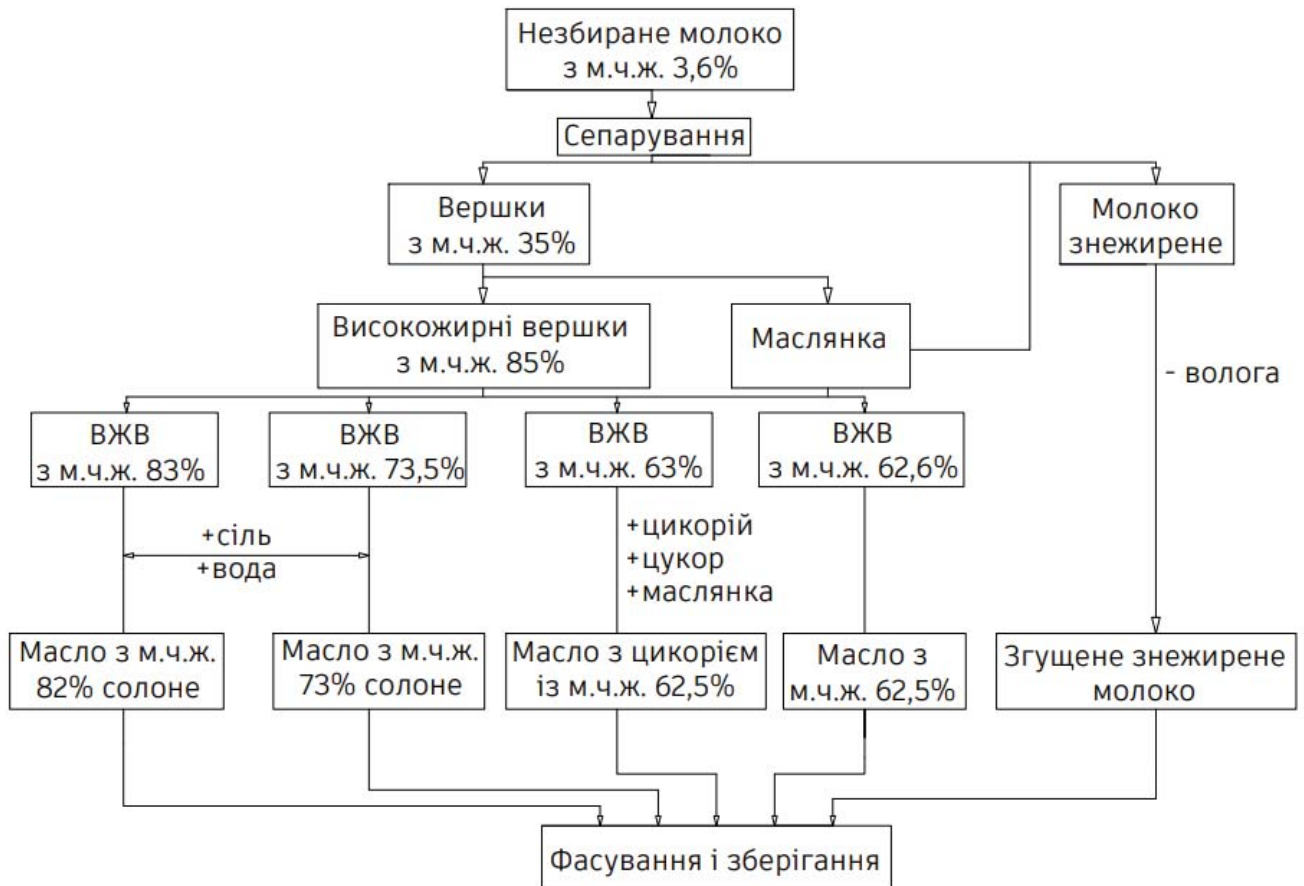 Незбиране молоко
з м.ч.ж. 3,6%
Сепарування
Вершки
з м.ч.ж. 35%
Молоко
знежирене
Високожирні вершки
з м.ч.ж. 85%
Маслянка
- волога
ВЖВ
з м.ч.ж. 83%
ВЖВ
з м.ч.ж. 73,5%
ВЖВ
з м.ч.ж. 63%
ВЖВ
з м.ч.ж. 62,6%
+сіль
+вода
+цикорій
+цукор
+маслянка
Масло з м.ч.ж.
82% солоне
Масло з м.ч.ж.
73% солоне
Масло з цикорієм
із м.ч.ж. 62,5%
Масло з
м.ч.ж. 62,5%
Згущене знежирене
молоко
Фасування і зберігання